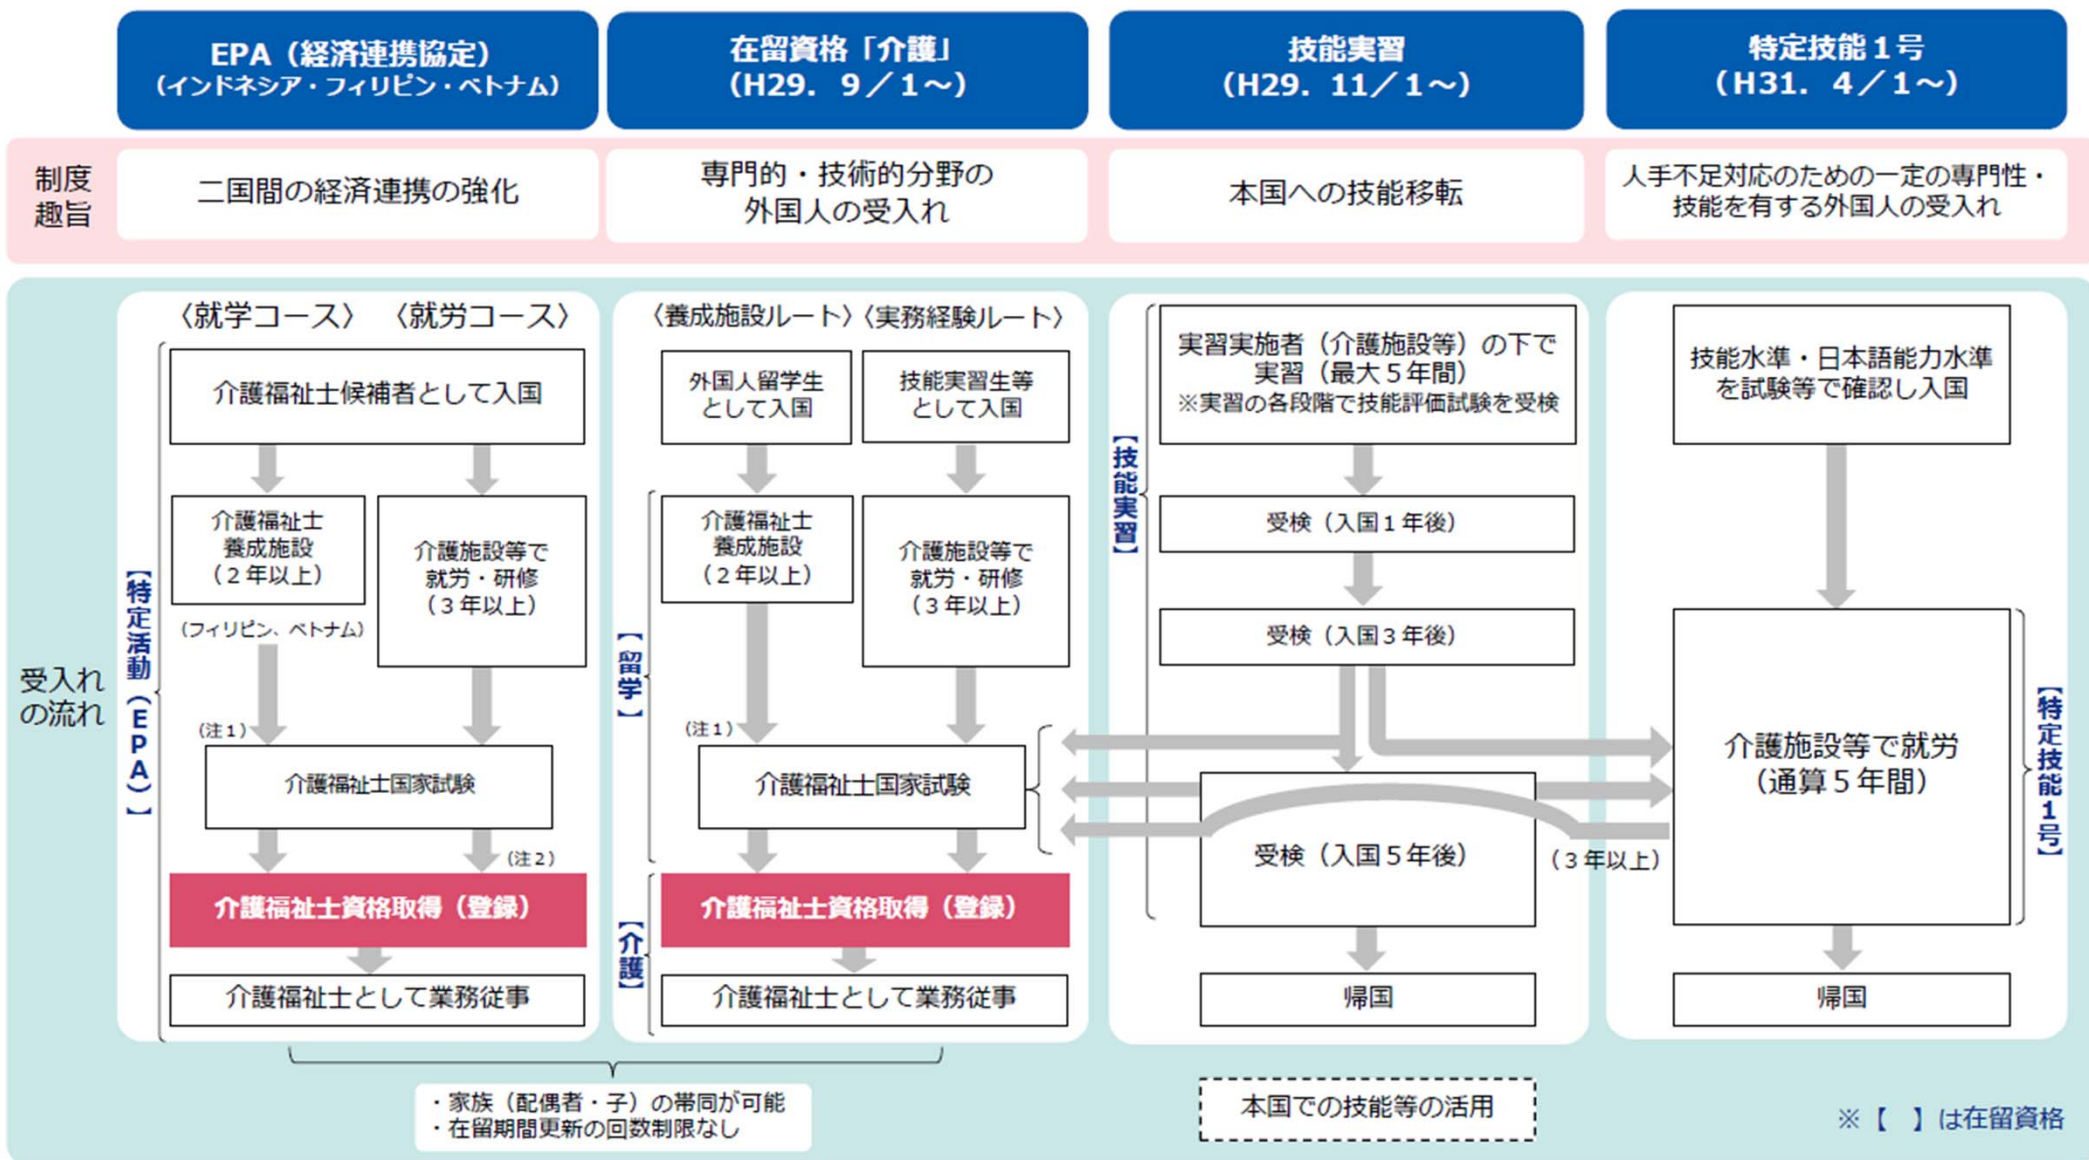 EPA（経済連携協定）
（インドネシア・フィリピン・ベトナム）
在留資格「介護」
（H29．９／１～）
技能実習
（H29．11／１～）
特定技能１号
（H31．４／１～）
制度
趣旨
二国間の経済連携の強化
専門的・技術的分野の
外国人の受入れ
本国への技能移転
人手不足対応のための一定の専門性・
技能を有する外国人の受入れ
受入れ
の流れ
〈就学コース〉
〈就労コース〉
【特定活動（EPA）】
介護福祉士候補者として入国
介護福祉士
養成施設
（２年以上）
（フィリピン、ベトナム）
介護施設等で
就労・研修
（３年以上）
（注１）
介護福祉士国家試験
（注２）
介護福祉士資格取得（登録）
介護福祉士として業務従事
〈養成施設ルート〉
〈実務経験ルート〉
外国人留学生
として入国
技能実習生等
として入国
【留学】
介護福祉士
養成施設
（２年以上）
介護施設等で
就労・研修
（３年以上）
（注１）
介護福祉士国家試験
【介護】
介護福祉士資格取得（登録）
介護福祉士として業務従事
・家族（配偶者・子）の帯同が可能
・在留期間更新の回数制限なし
【技能実習】
実習実施者（介護施設等）の下で
実習（最大５年間）
※実習の各段階で技能評価試験を受検
受検（入国１年後）
受検（入国３年後）
受検（入国５年後）
帰国
本国での技能等の活用
技能水準・日本語能力水準
を試験等で確認し入国
介護施設等で就労
（通算５年間）
【特定技能１号】
（３年以上）
帰国
※【　】は在留資格